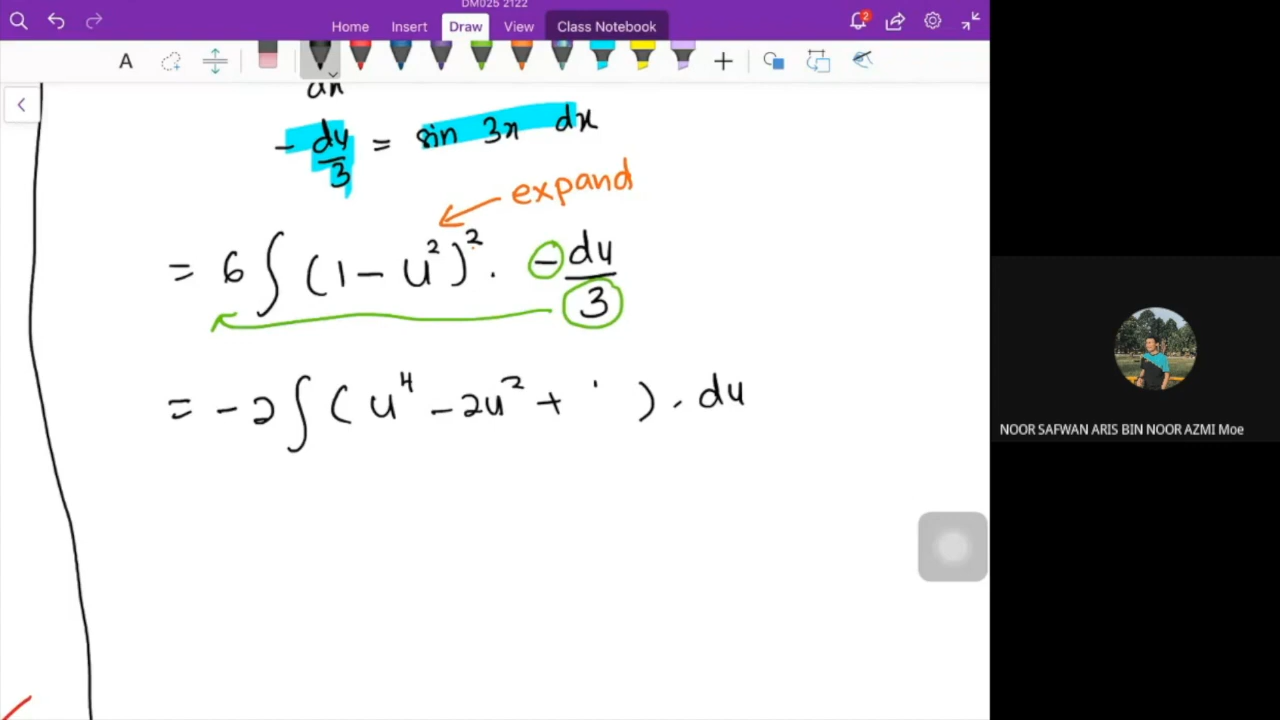 DM025 2122
Home Insert Draw View Class Notebook
2
A
dx
- du/3 = sin 3x dx
expand
= 6 ∫ (1 - u²)² . - du/3
= -2 ∫ (u⁴ - 2u² + ) . du
NOOR SAFWAN ARIS BIN NOOR AZMI Moe